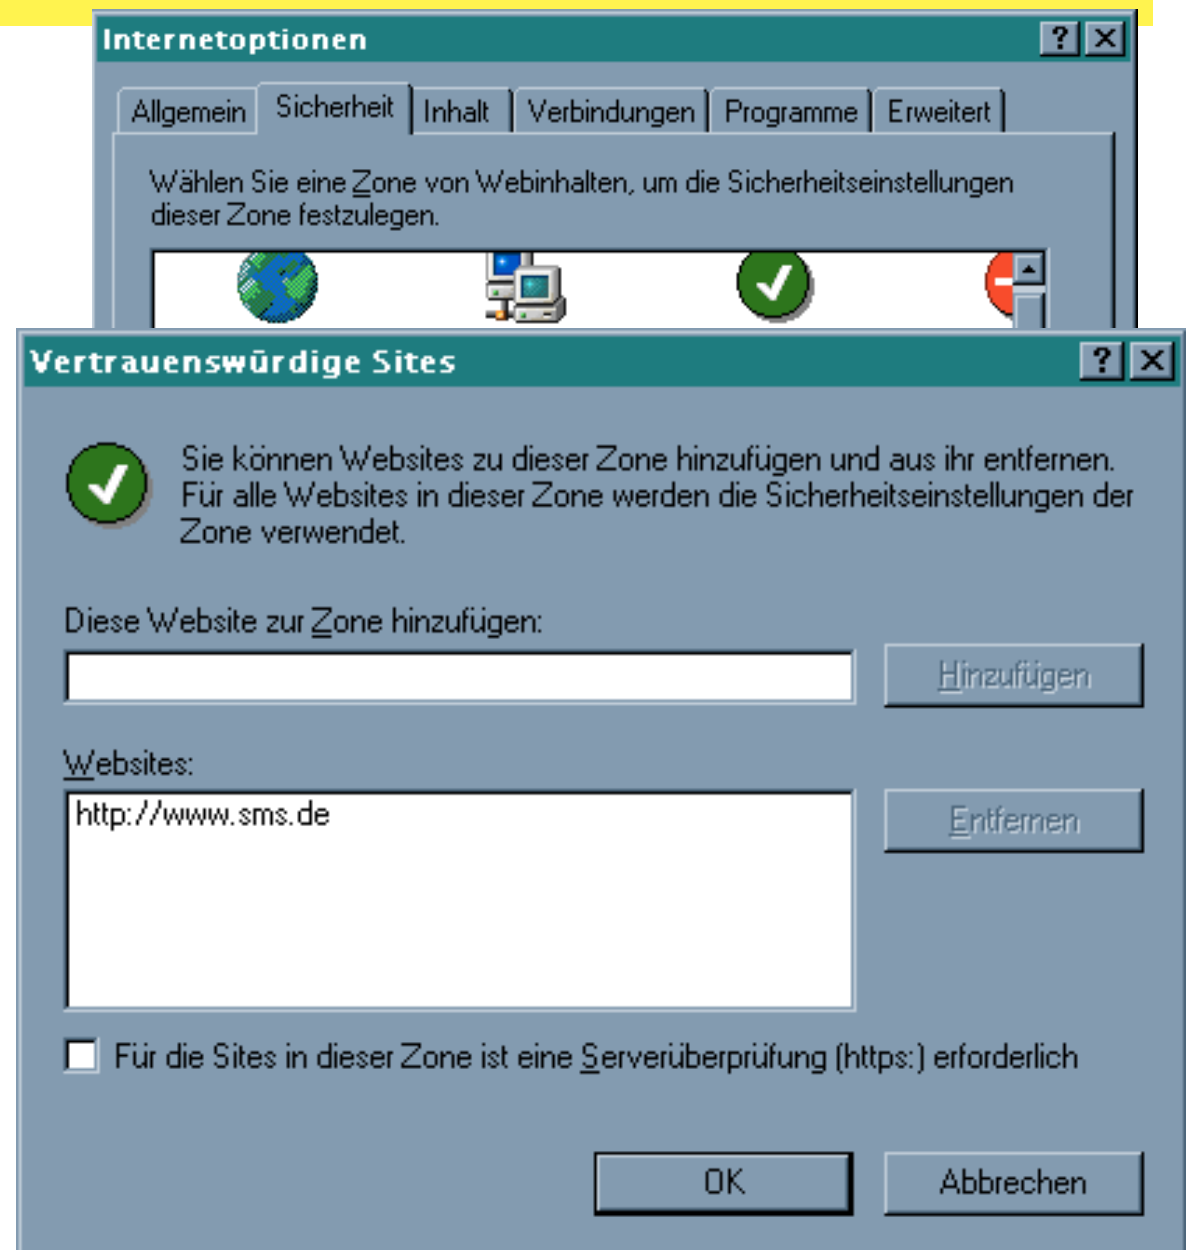 Internetoptionen
Allgemein Sicherheit Inhalt Verbindungen Programme Erweitert
Wählen Sie eine Zone von Webinhalten, um die Sicherheitseinstellungen
dieser Zone festzulegen.
Vertrauenswürdige Sites
Sie können Websites zu dieser Zone hinzufügen und aus ihr entfernen.
Für alle Websites in dieser Zone werden die Sicherheitseinstellungen der
Zone verwendet.
Diese Website zur Zone hinzufügen:
Hinzufügen
Websites:
http://www.sms.de
Entfernen
Für die Sites in dieser Zone ist eine Serverüberprüfung (https:) erforderlich
OK Abbrechen